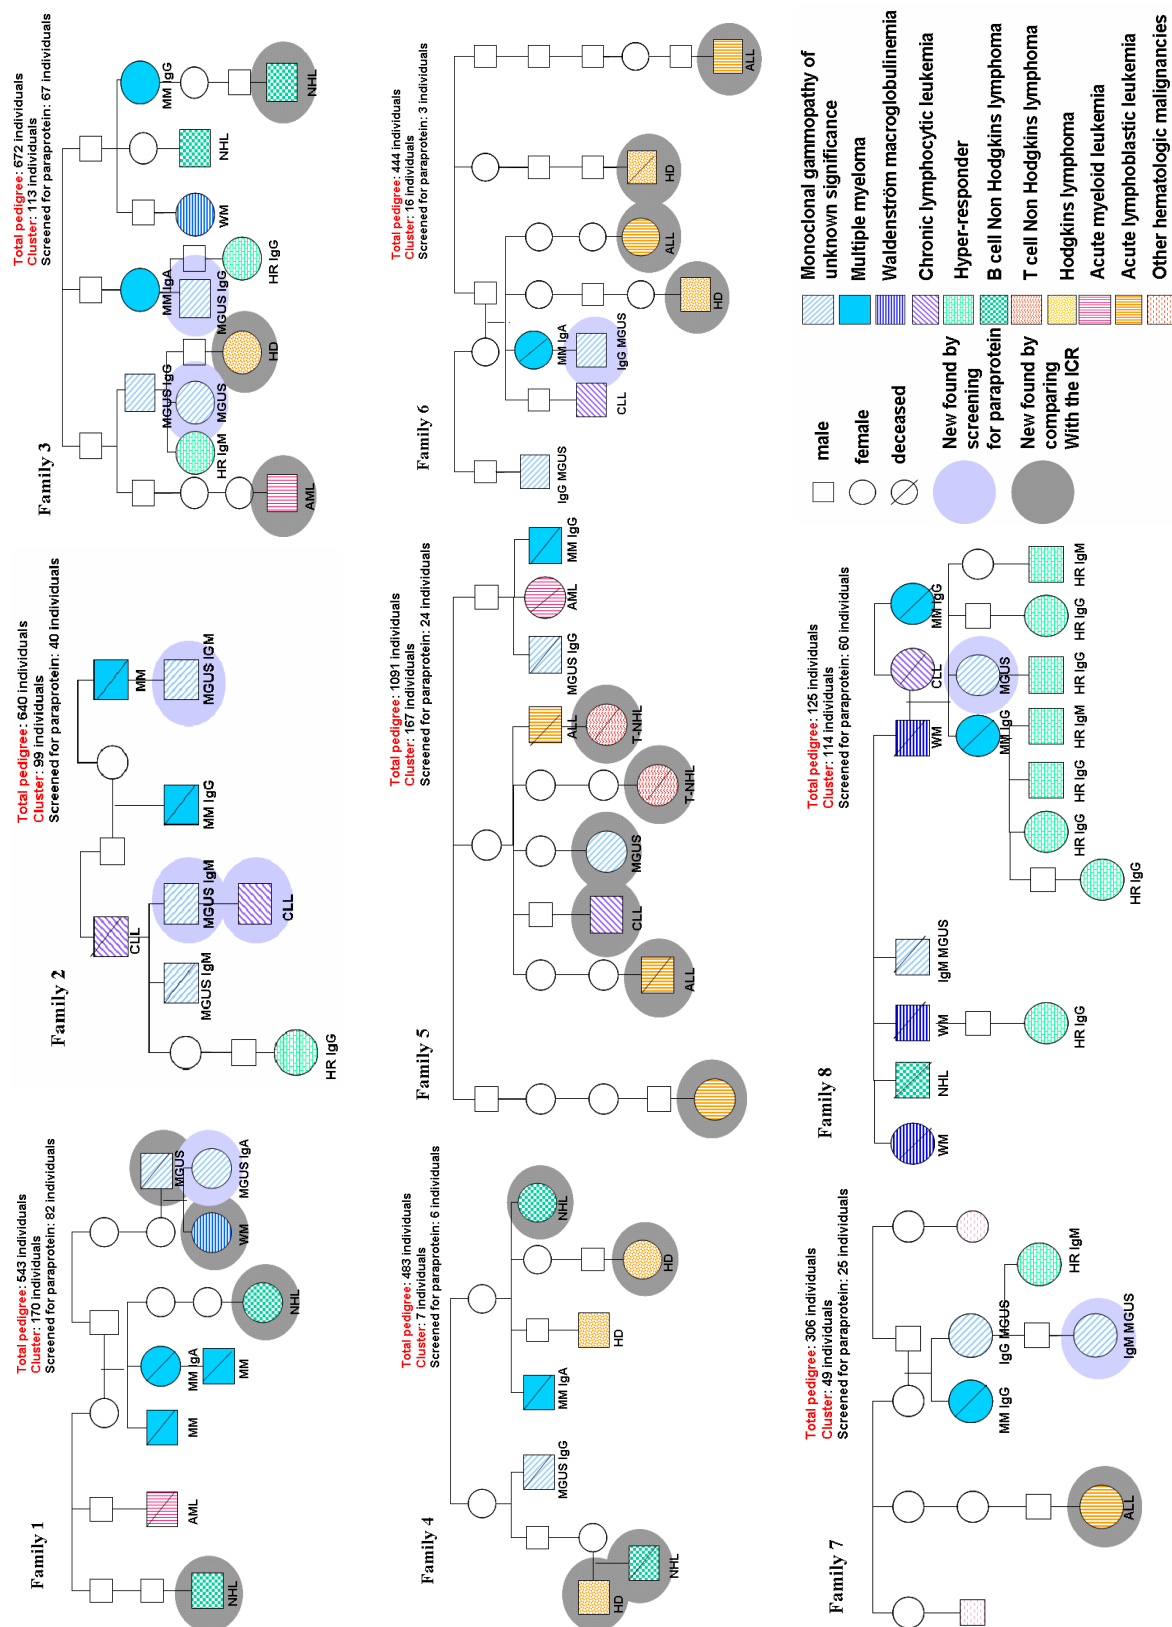 Family 1
Total pedigree: 543 individuals
Cluster: 170 individuals
Screened for paraprotein: 82 individuals
NHL
AML
MM
MM IgA
MM
NHL
WM
MGUS
MGUS IgA
Family 2
Total pedigree: 640 individuals
Cluster: 99 individuals
Screened for paraprotein: 40 individuals
CLL
HR IgG
MGUS IgM
MGUS IgM
CLL
MM IgG
MM
MGUS IGM
Family 3
Total pedigree: 672 individuals
Cluster: 113 individuals
Screened for paraprotein: 67 individuals
AML
HR IgM
MGUS IgG
MGUS
HD
MM IgA
MGUS IgG
HR IgG
WM
NHL
MM IgG
NHL
Family 4
Total pedigree: 483 individuals
Cluster: 7 individuals
Screened for paraprotein: 6 individuals
HD
NHL
MGUS IgG
MM IgA
HD
HD
NHL
Family 5
Total pedigree: 1091 individuals
Cluster: 167 individuals
Screened for paraprotein: 24 individuals
ALL
CLL
MGUS
T-NHL
ALL
T-NHL
MGUS IgG
AML
MM IgG
Family 6
Total pedigree: 444 individuals
Cluster: 16 individuals
Screened for paraprotein: 3 individuals
IgG MGUS
CLL
MM IgA
IgG MGUS
HD
ALL
HD
ALL
Family 7
Total pedigree: 306 individuals
Cluster: 49 individuals
Screened for paraprotein: 25 individuals
ALL
MM IgG
IgG MGUS
IgM MGUS
HR IgM
Family 8
Total pedigree: 125 individuals
Cluster: 114 individuals
Screened for paraprotein: 60 individuals
WM
NHL
WM
HR IgG
IgM MGUS
WM
CLL
MM IgG
HR IgG
HR IgG
HR IgG
HR IgM
MM IgG
MGUS
HR IgG
HR IgG
HR IgM
male
female
deceased
New found by
screening
for paraprotein
New found by
comparing
With the ICR
Monoclonal gammopathy of
unknown significance
Multiple myeloma
Waldenström macroglobulinemia
Chronic lymphocytic leukemia
Hyper-responder
B cell Non Hodgkins lymphoma
T cell Non Hodgkins lymphoma
Hodgkins lymphoma
Acute myeloid leukemia
Acute lymphoblastic leukemia
Other hematologic malignancies